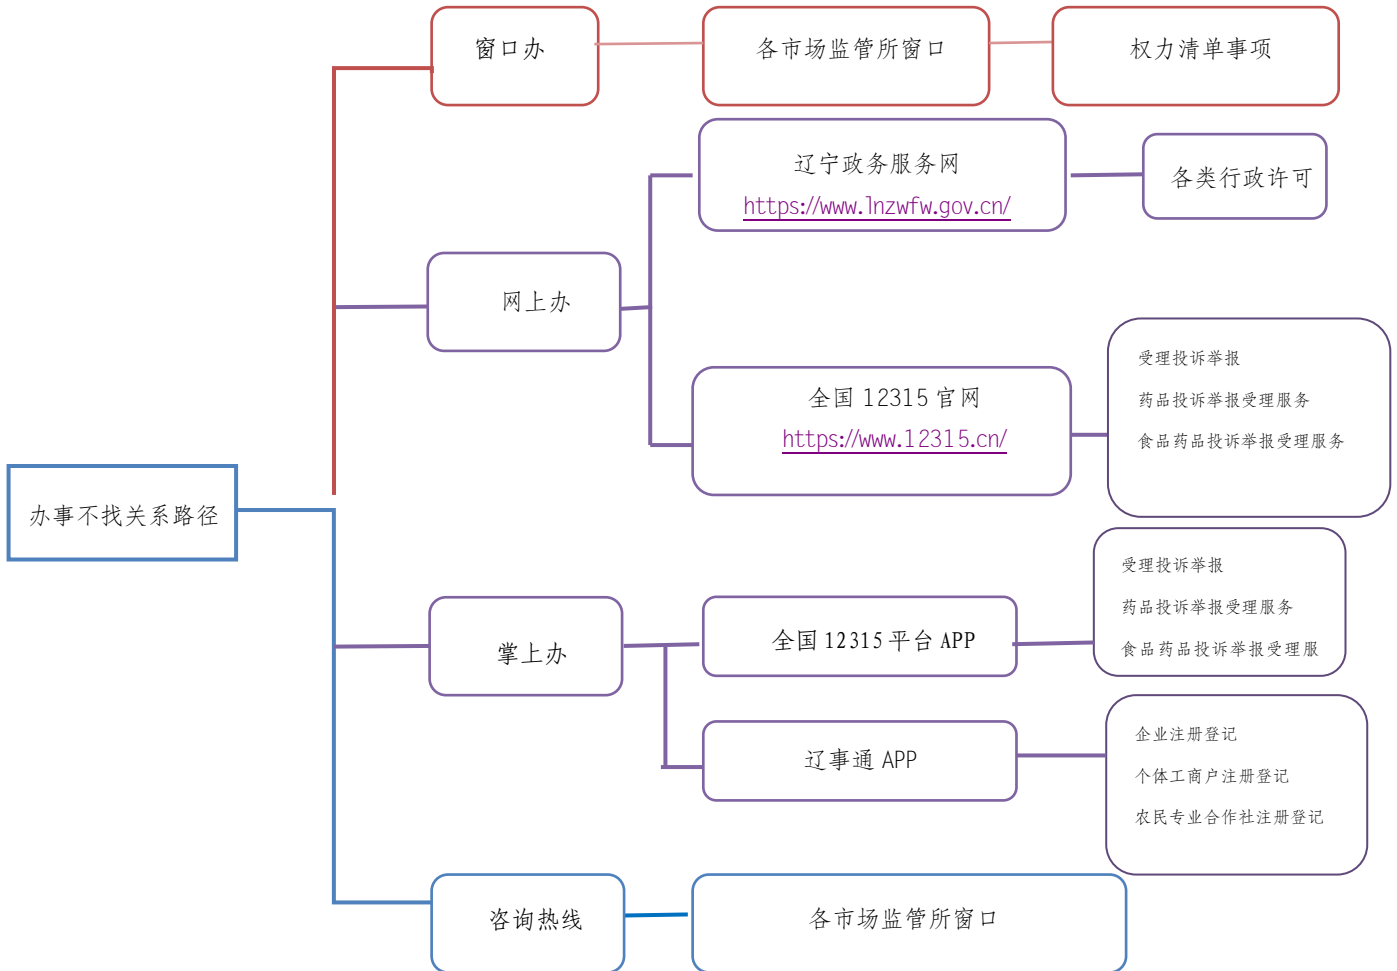 窗口办
各市场监管所窗口
权力清单事项
辽宁政务服务网
https://www.lnzwfw.gov.cn/
各类行政许可
网上办
全国 12315 官网
https://www.12315.cn/
受理投诉举报
药品投诉举报受理服务
食品药品投诉举报受理服务
办事不找关系路径
掌上办
全国 12315 平台 APP
受理投诉举报
药品投诉举报受理服务
食品药品投诉举报受理服
辽事通 APP
企业注册登记
个体工商户注册登记
农民专业合作社注册登记
咨询热线
各市场监管所窗口